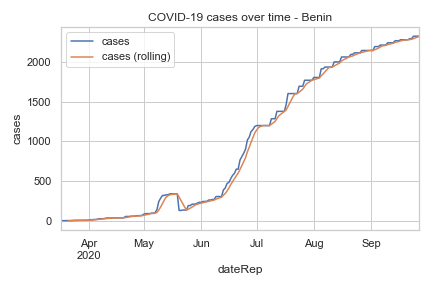 COVID-19 cases over time - Benin
cases
cases (rolling)
2000
1500
1000
500
0
cases
Apr May Jun Jul Aug Sep
2020
dateRep